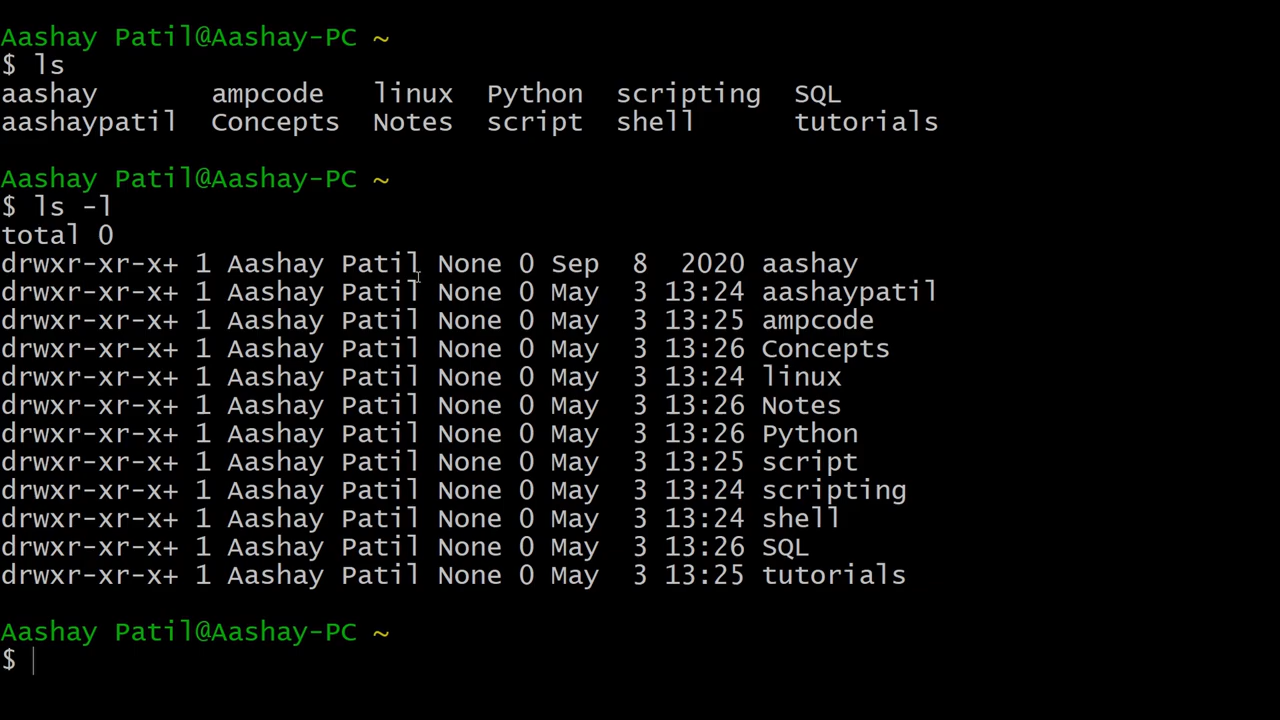 Aashay Patil@Aashay-PC ~
$ ls
aashay ampcode linux Python scripting SQL
aashaypatil Concepts Notes script shell tutorials
Aashay Patil@Aashay-PC ~
$ ls -l
total 0
drwxr-xr-x+ 1 Aashay Patil None 0 Sep 8 2020 aashay
drwxr-xr-x+ 1 Aashay Patil None 0 May 3 13:24 aashaypatil
drwxr-xr-x+ 1 Aashay Patil None 0 May 3 13:25 ampcode
drwxr-xr-x+ 1 Aashay Patil None 0 May 3 13:26 Concepts
drwxr-xr-x+ 1 Aashay Patil None 0 May 3 13:24 linux
drwxr-xr-x+ 1 Aashay Patil None 0 May 3 13:26 Notes
drwxr-xr-x+ 1 Aashay Patil None 0 May 3 13:26 Python
drwxr-xr-x+ 1 Aashay Patil None 0 May 3 13:25 script
drwxr-xr-x+ 1 Aashay Patil None 0 May 3 13:24 scripting
drwxr-xr-x+ 1 Aashay Patil None 0 May 3 13:24 shell
drwxr-xr-x+ 1 Aashay Patil None 0 May 3 13:26 SQL
drwxr-xr-x+ 1 Aashay Patil None 0 May 3 13:25 tutorials
Aashay Patil@Aashay-PC ~
$